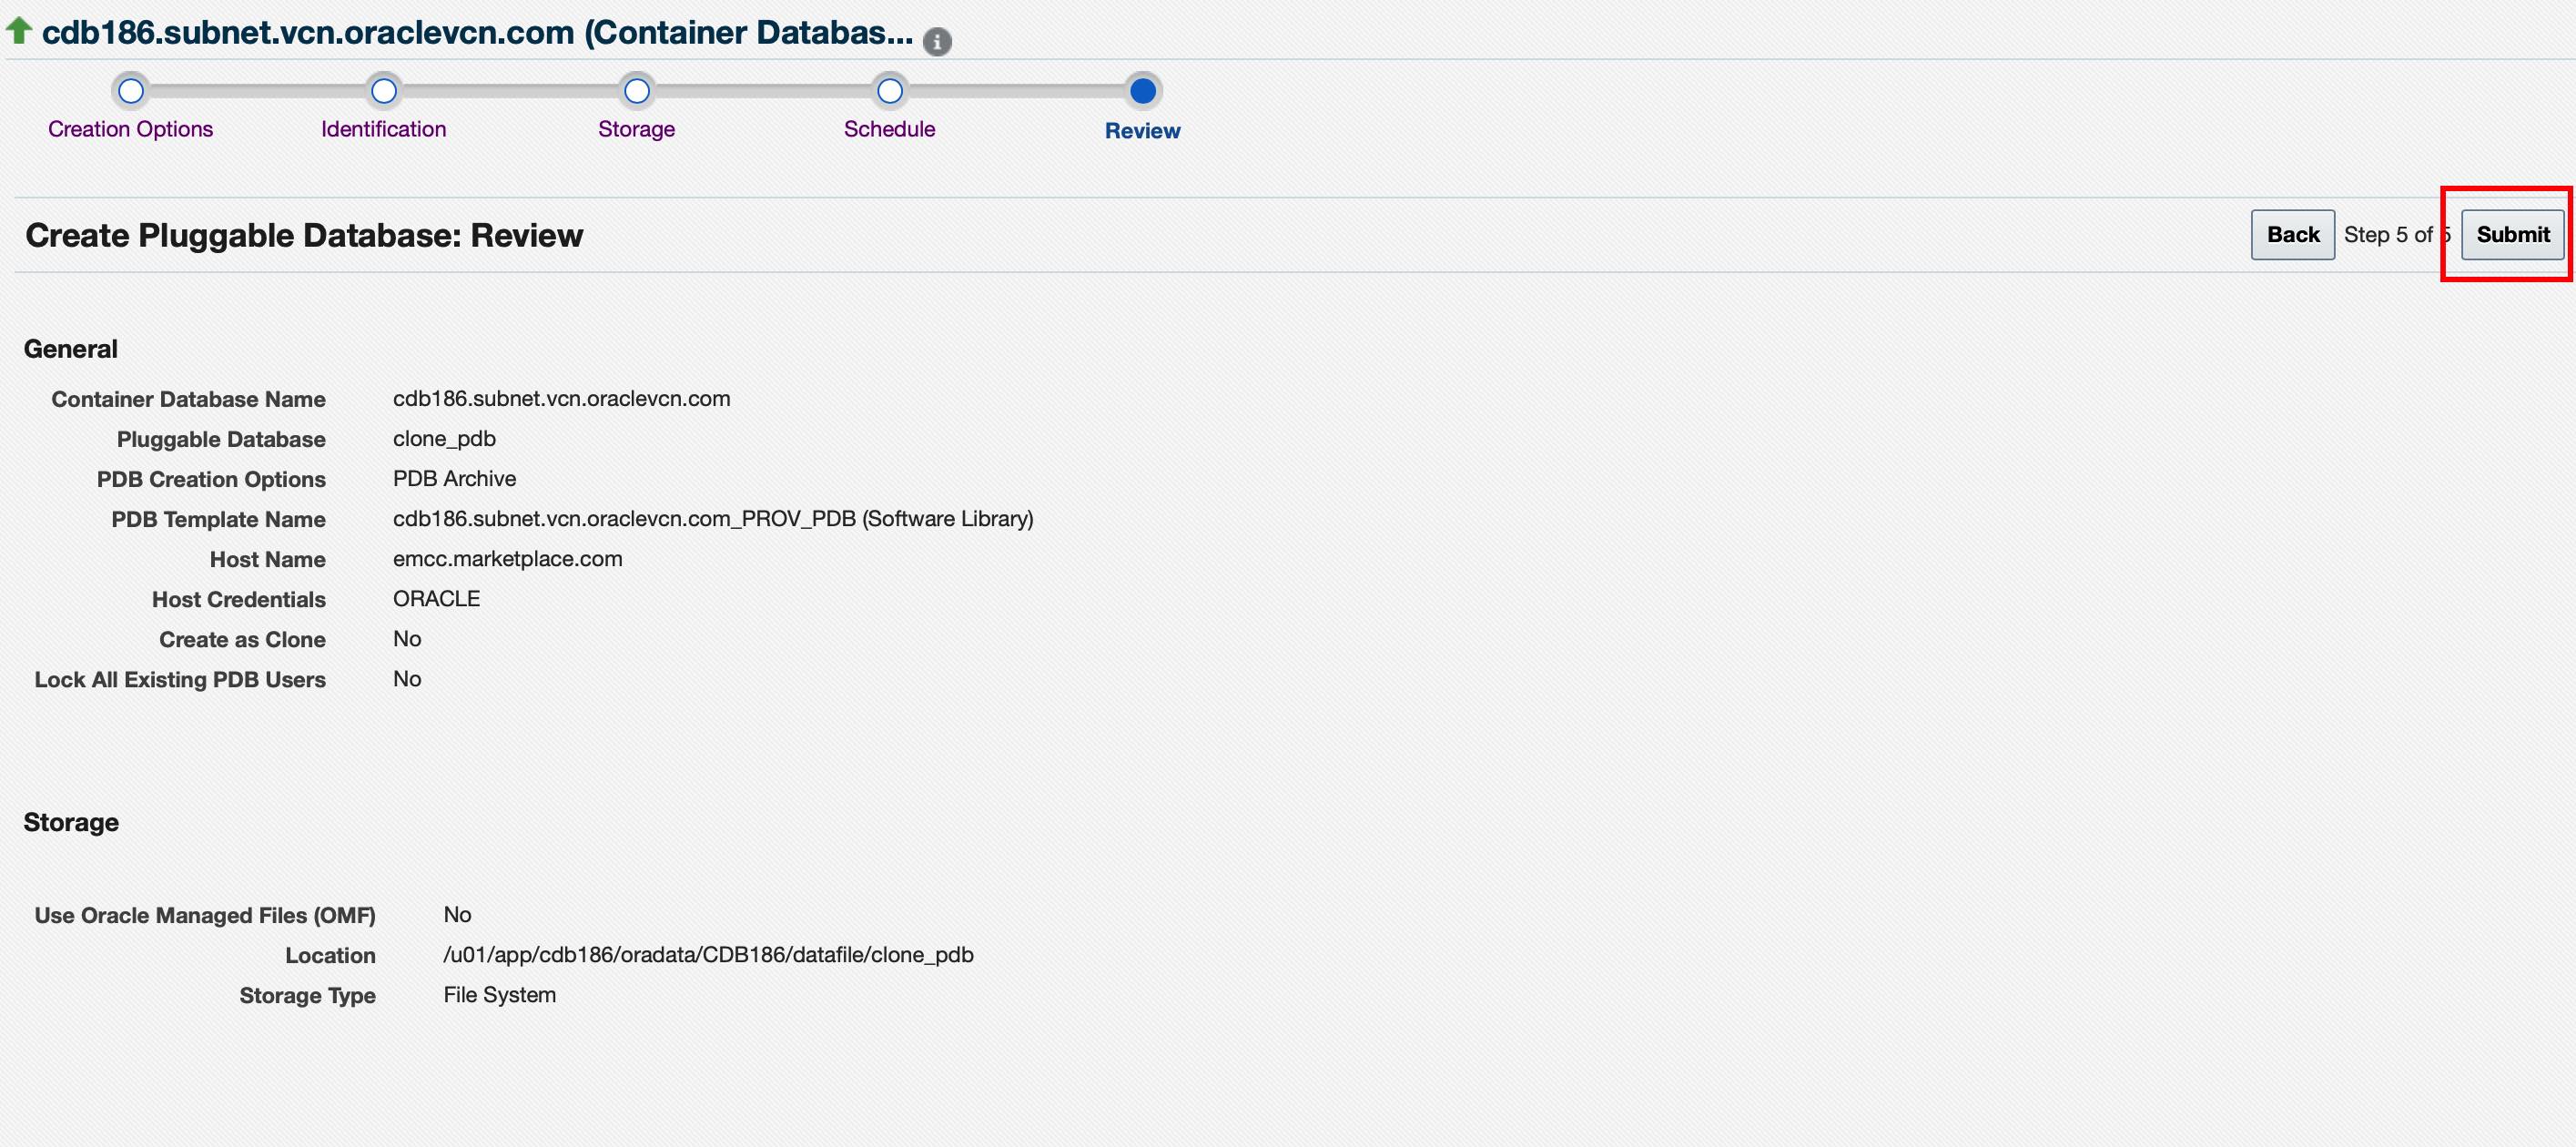 cdb186.subnet.vcn.oraclevcn.com (Container Databas... i
Creation Options Identification Storage Schedule Review
Create Pluggable Database: Review Back Step 5 of 5 Submit
General
Container Database Name cdb186.subnet.vcn.oraclevcn.com
Pluggable Database clone_pdb
PDB Creation Options PDB Archive
PDB Template Name cdb186.subnet.vcn.oraclevcn.com_PROV_PDB (Software Library)
Host Name emcc.marketplace.com
Host Credentials ORACLE
Create as Clone No
Lock All Existing PDB Users No
Storage
Use Oracle Managed Files (OMF) No
Location /u01/app/cdb186/oradata/CDB186/datafile/clone_pdb
Storage Type File System